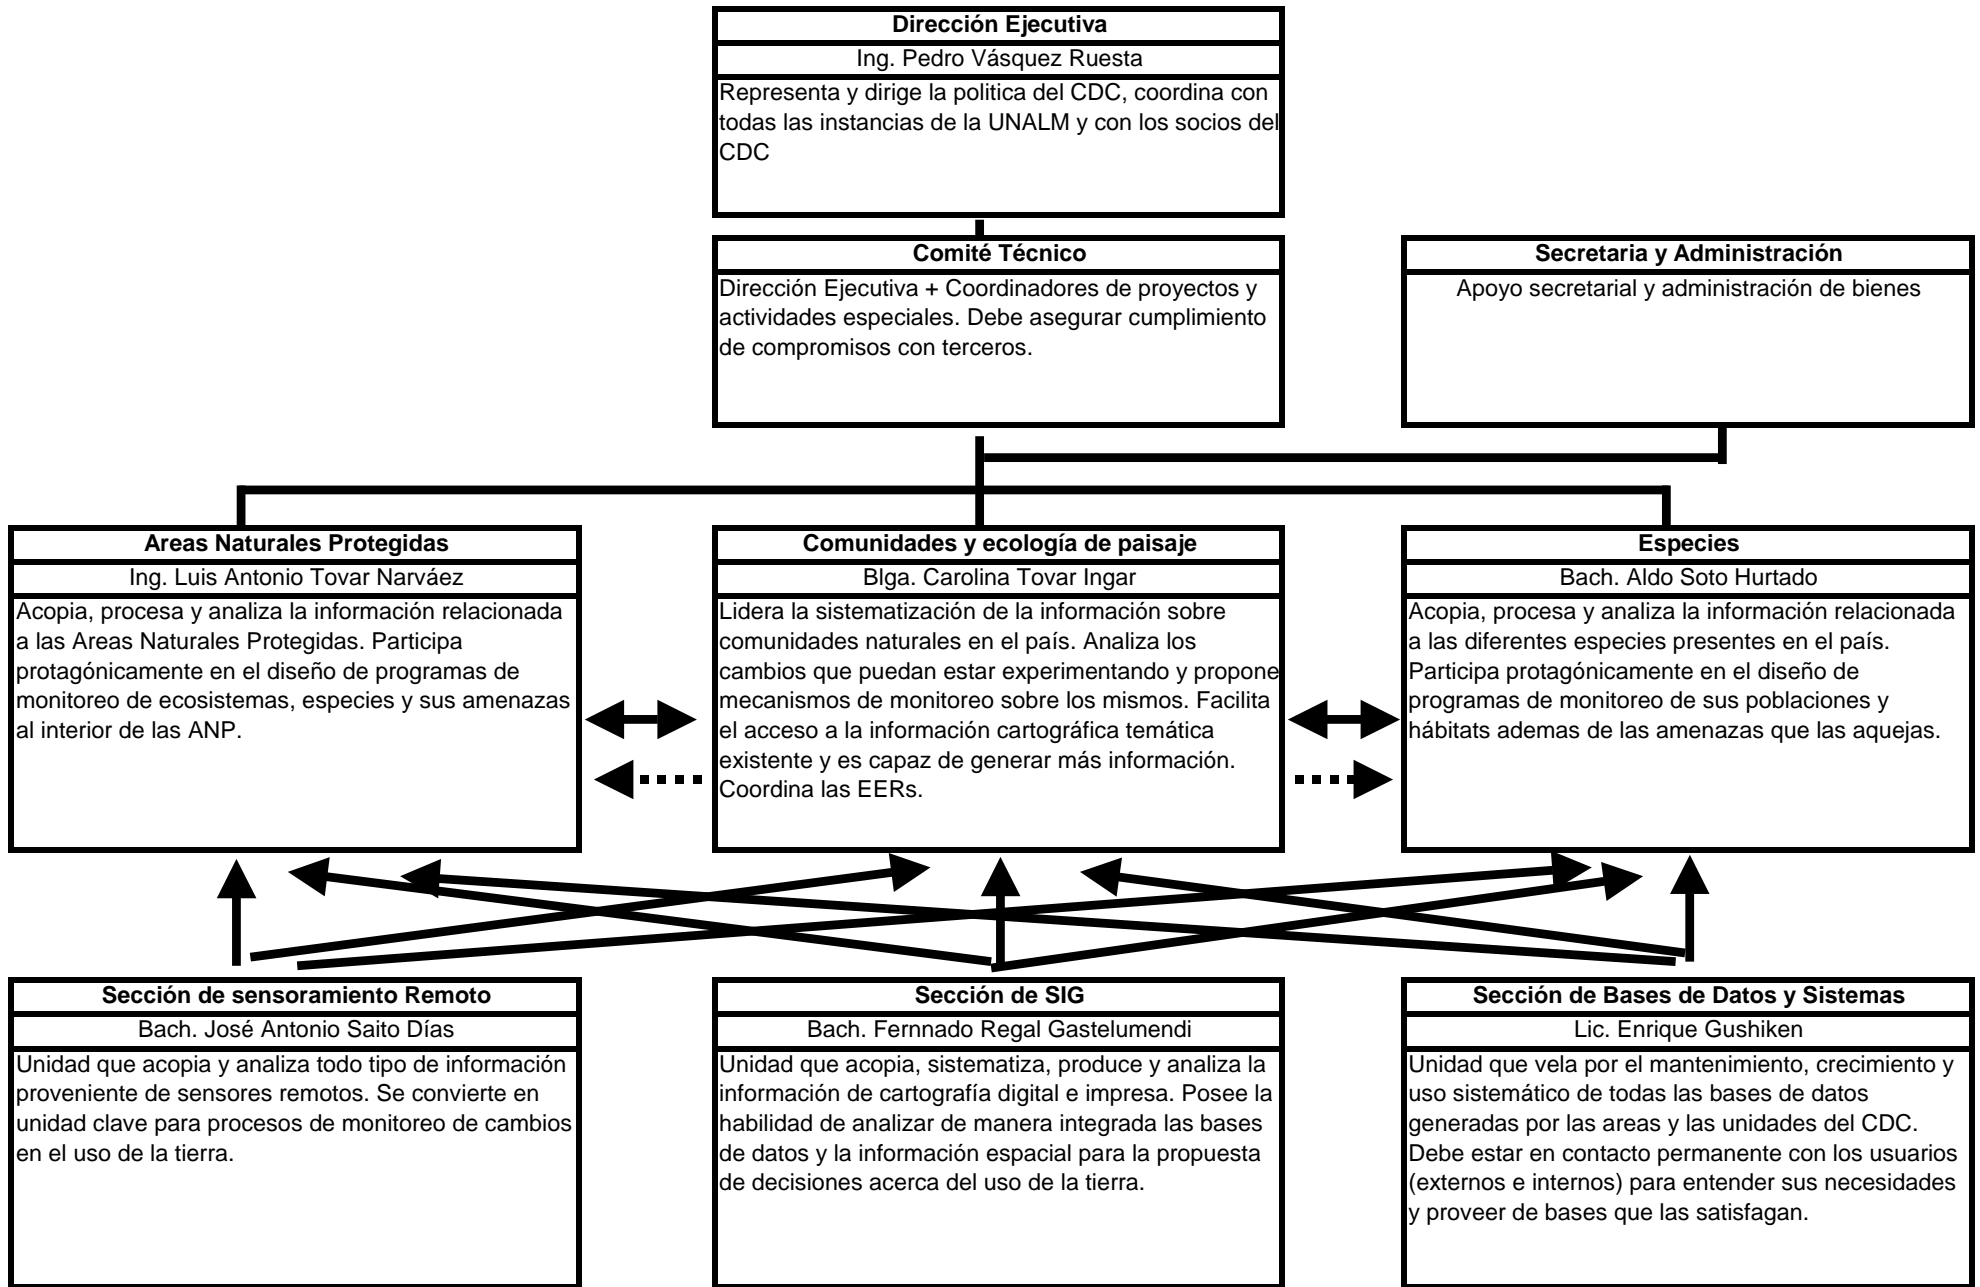 Dirección Ejecutiva
Ing. Pedro Vásquez Ruesta
Representa y dirige la politica del CDC, coordina con
todas las instancias de la UNALM y con los socios del
CDC
Comité Técnico
Dirección Ejecutiva + Coordinadores de proyectos y
actividades especiales. Debe asegurar cumplimiento
de compromisos con terceros.
Secretaria y Administración
Apoyo secretarial y administración de bienes
Areas Naturales Protegidas
Ing. Luis Antonio Tovar Narváez
Acopia, procesa y analiza la información relacionada
a las Areas Naturales Protegidas. Participa
protagónicamente en el diseño de programas de
monitoreo de ecosistemas, especies y sus amenazas
al interior de las ANP.
Comunidades y ecología de paisaje
Blga. Carolina Tovar Ingar
Lidera la sistematización de la información sobre
comunidades naturales en el país. Analiza los
cambios que puedan estar experimentando y propone
mecanismos de monitoreo sobre los mismos. Facilita
el acceso a la información cartográfica temática
existente y es capaz de generar más información.
Coordina las EERs.
Especies
Bach. Aldo Soto Hurtado
Acopia, procesa y analiza la información relacionada
a las diferentes especies presentes en el país.
Participa protagónicamente en el diseño de
programas de monitoreo de sus poblaciones y
hábitats ademas de las amenazas que las aquejas.
Sección de sensoramiento Remoto
Bach. José Antonio Saito Días
Unidad que acopia y analiza todo tipo de información
proveniente de sensores remotos. Se convierte en
unidad clave para procesos de monitoreo de cambios
en el uso de la tierra.
Sección de SIG
Bach. Fernnado Regal Gastelumendi
Unidad que acopia, sistematiza, produce y analiza la
información de cartografía digital e impresa. Posee la
habilidad de analizar de manera integrada las bases
de datos y la información espacial para la propuesta
de decisiones acerca del uso de la tierra.
Sección de Bases de Datos y Sistemas
Lic. Enrique Gushiken
Unidad que vela por el mantenimiento, crecimiento y
uso sistemático de todas las bases de datos
generadas por las areas y las unidades del CDC.
Debe estar en contacto permanente con los usuarios
(externos e internos) para entender sus necesidades
y proveer de bases que las satisfagan.